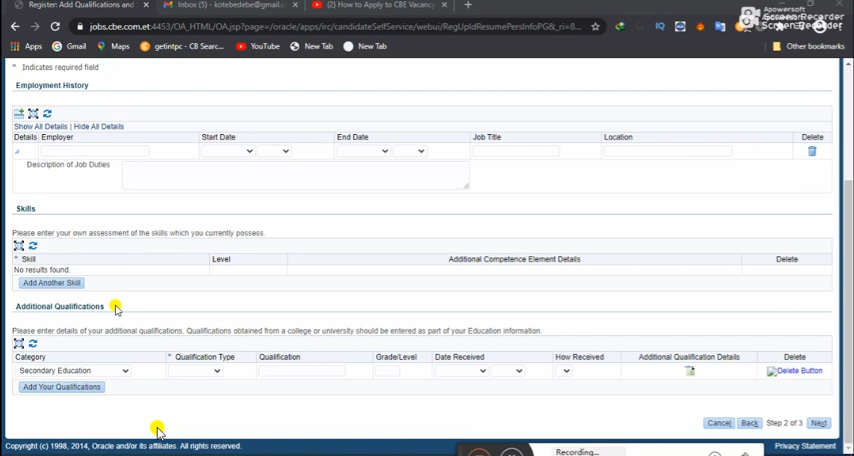 Register: Add Qualifications and
Inbox (5) - kotebedebe@gmail.c
(2) How to Apply to CBE Vacancy
jobs.cbe.com.et:4453/OA_HTML/OA.jsp?page=/oracle/apps/irc/candidateSelfService/webui/RegUpldResumePersInfoPG&_ri=8...
Apowersoft
Screen Recorder
Apps
Gmail
Maps
getintpc - CB Searc...
YouTube
New Tab
New Tab
Other bookmarks
* Indicates required field
Employment History
Show All Details | Hide All Details
Details Employer Start Date End Date Job Title Location Delete
Description of Job Duties
Skills
Please enter your own assessment of the skills which you currently possess.
* Skill Level Additional Competence Element Details Delete
No results found.
Add Another Skill
Additional Qualifications
Please enter details of your additional qualifications. Qualifications obtained from a college or university should be entered as part of your Education information.
Category * Qualification Type Qualification Grade/Level Date Received How Received Additional Qualification Details Delete
Secondary Education Delete Button
Add Your Qualifications
Cancel Back Step 2 of 3 Next
Copyright (c) 1998, 2014, Oracle and/or its affiliates. All rights reserved.
Privacy Statement
Recording...